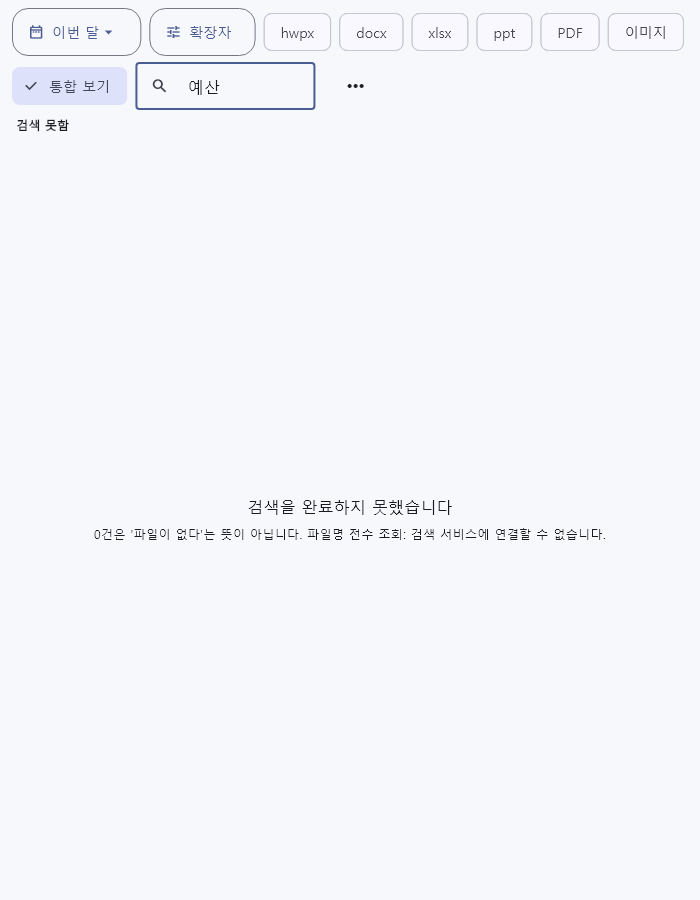 이번 달 확장자 hwpx docx xlsx ppt PDF 이미지
통합 보기 예산 •••
검색 못함
검색을 완료하지 못했습니다
0건은 '파일이 없다'는 뜻이 아닙니다. 파일명 전수 조회: 검색 서비스에 연결할 수 없습니다.